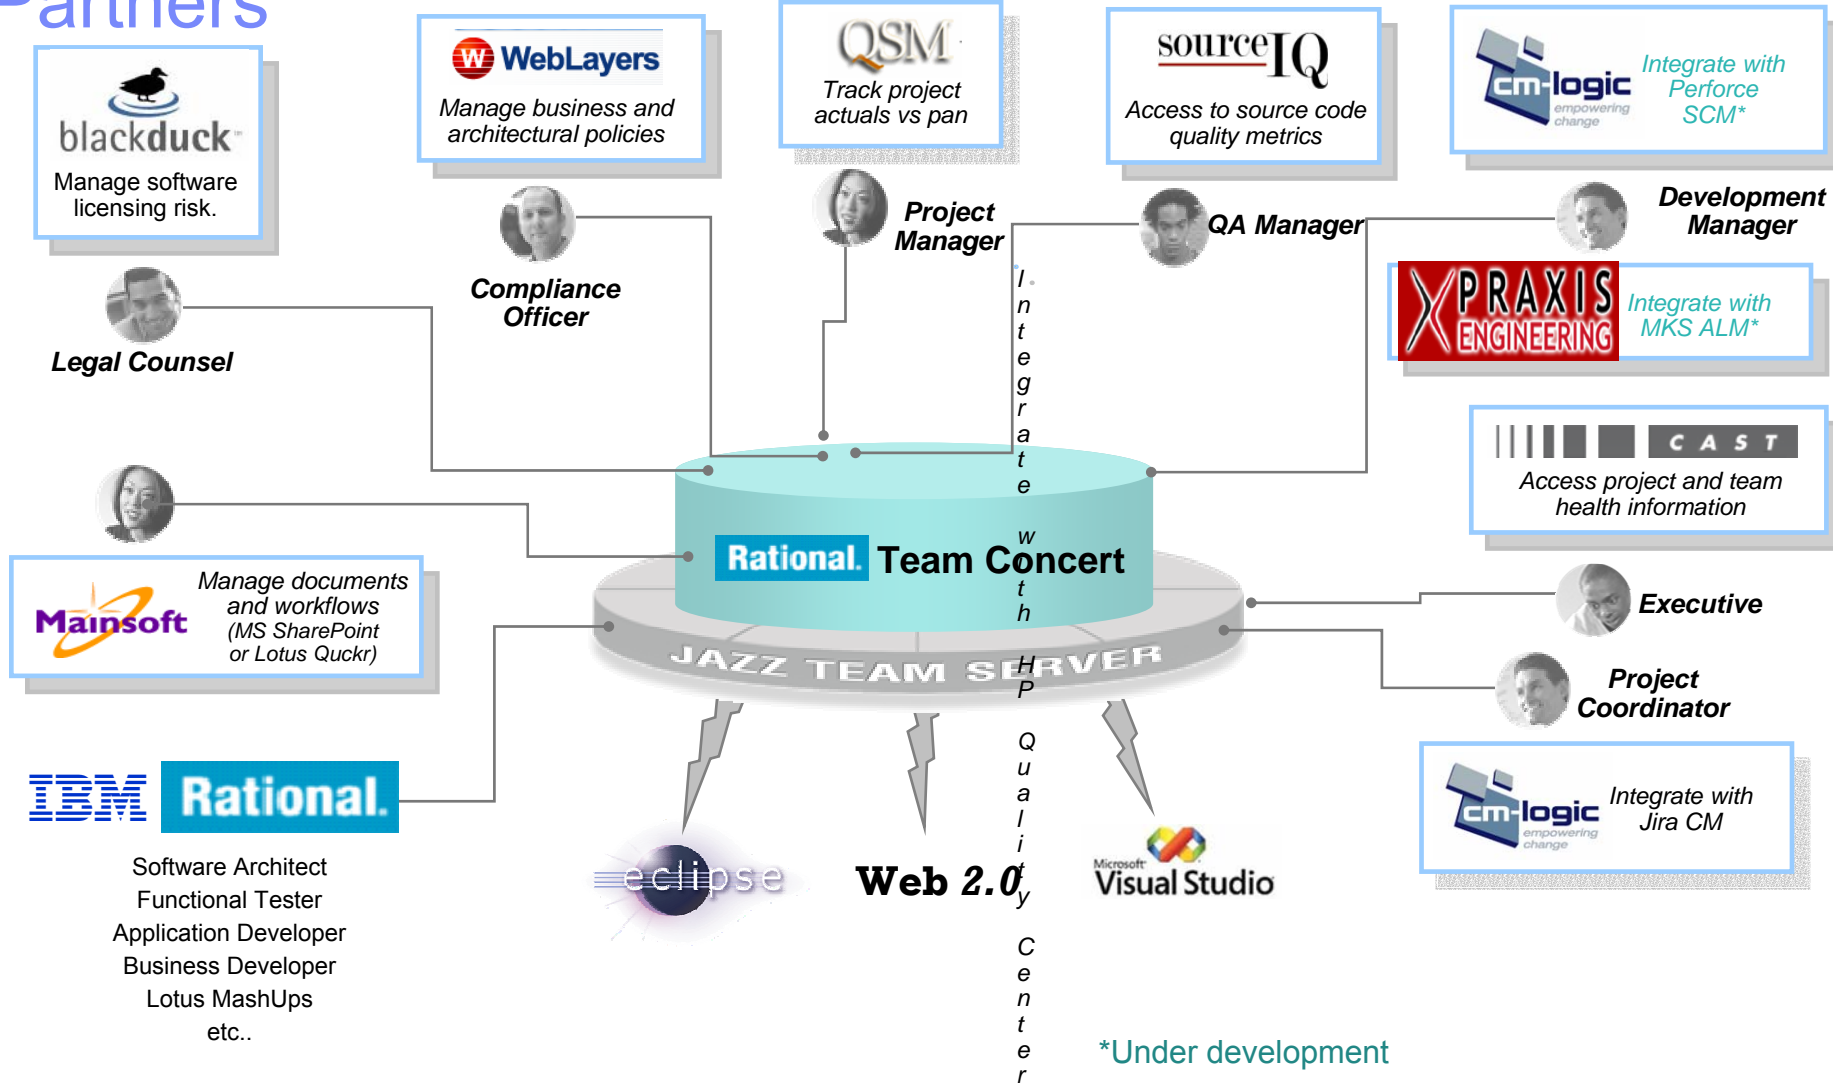 Partners
blackduck™
Manage software
licensing risk.
W WebLayers
Manage business and
architectural policies
QSM
Track project
actuals vs pan
source IQ
Access to source code
quality metrics
cm-logic
empowering
change
Integrate with
Perforce
SCM*
Legal Counsel
Compliance
Officer
Project
Manager
QA Manager
Development
Manager
PRAXIS
ENGINEERING
Integrate with
MKS ALM*
CAST
Access project and team
health information
Integrate with HP Quality Center
Rational. Team Concert
JAZZ TEAM SERVER
Mainsoft
Manage documents
and workflows
(MS SharePoint
or Lotus Quckr)
Executive
Project
Coordinator
cm-logic
empowering
change
Integrate with
Jira CM
IBM Rational.
Software Architect
Functional Tester
Application Developer
Business Developer
Lotus MashUps
etc..
eclipse
Web 2.0
Microsoft
Visual Studio
*Under development